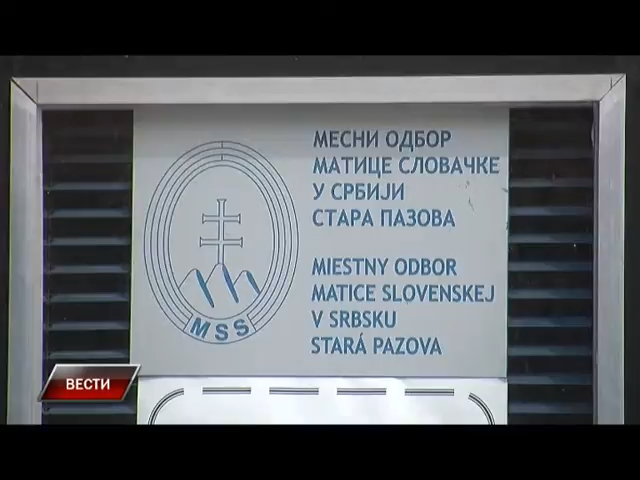 МЕСНИ ОДБОР
МАТИЦЕ СЛОВАЧКЕ
У СРБИЈИ
СТАРА ПАЗОВА
MIESTNY ODBOR
MATICE SLOVENSKEJ
V SRBSKU
STARÁ PAZOVA
MSS
ВЕСТИ